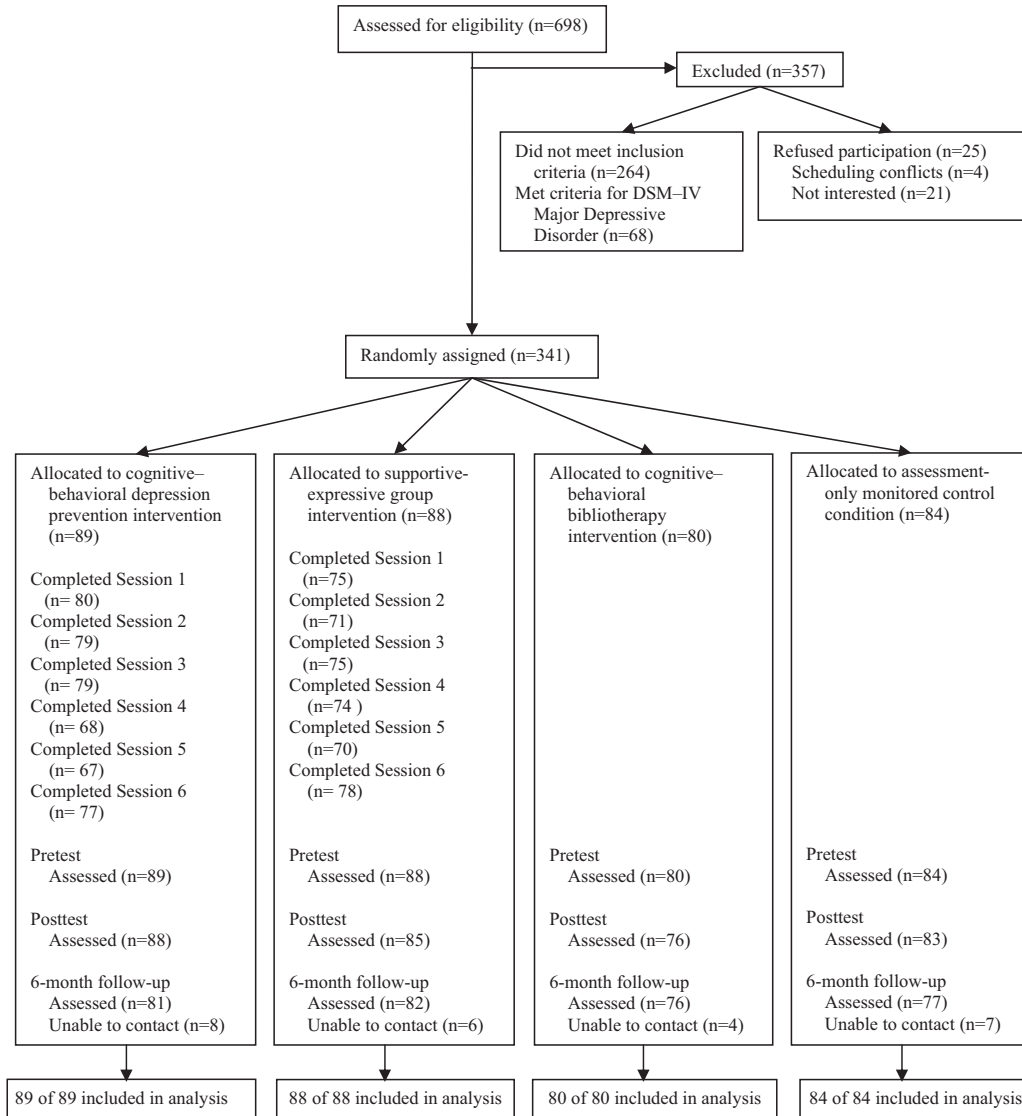 Assessed for eligibility (n=698)
Excluded (n=357)
Did not meet inclusion
criteria (n=264)
Met criteria for DSM–IV
Major Depressive
Disorder (n=68)
Refused participation (n=25)
Scheduling conflicts (n=4)
Not interested (n=21)
Randomly assigned (n=341)
Allocated to cognitive–
behavioral depression
prevention intervention
(n=89)
Completed Session 1
(n= 80)
Completed Session 2
(n= 79)
Completed Session 3
(n= 79)
Completed Session 4
(n= 68)
Completed Session 5
(n= 67)
Completed Session 6
(n= 77)
Pretest
Assessed (n=89)
Posttest
Assessed (n=88)
6-month follow-up
Assessed (n=81)
Unable to contact (n=8)
89 of 89 included in analysis
Allocated to supportive-
expressive group
intervention (n=88)
Completed Session 1
(n=75)
Completed Session 2
(n=71)
Completed Session 3
(n=75)
Completed Session 4
(n=74 )
Completed Session 5
(n=70)
Completed Session 6
(n= 78)
Pretest
Assessed (n=88)
Posttest
Assessed (n=85)
6-month follow-up
Assessed (n=82)
Unable to contact (n=6)
88 of 88 included in analysis
Allocated to cognitive–
behavioral
bibliotherapy
intervention (n=80)
Pretest
Assessed (n=80)
Posttest
Assessed (n=76)
6-month follow-up
Assessed (n=76)
Unable to contact (n=4)
80 of 80 included in analysis
Allocated to assessment-
only monitored control
condition (n=84)
Pretest
Assessed (n=84)
Posttest
Assessed (n=83)
6-month follow-up
Assessed (n=77)
Unable to contact (n=7)
84 of 84 included in analysis